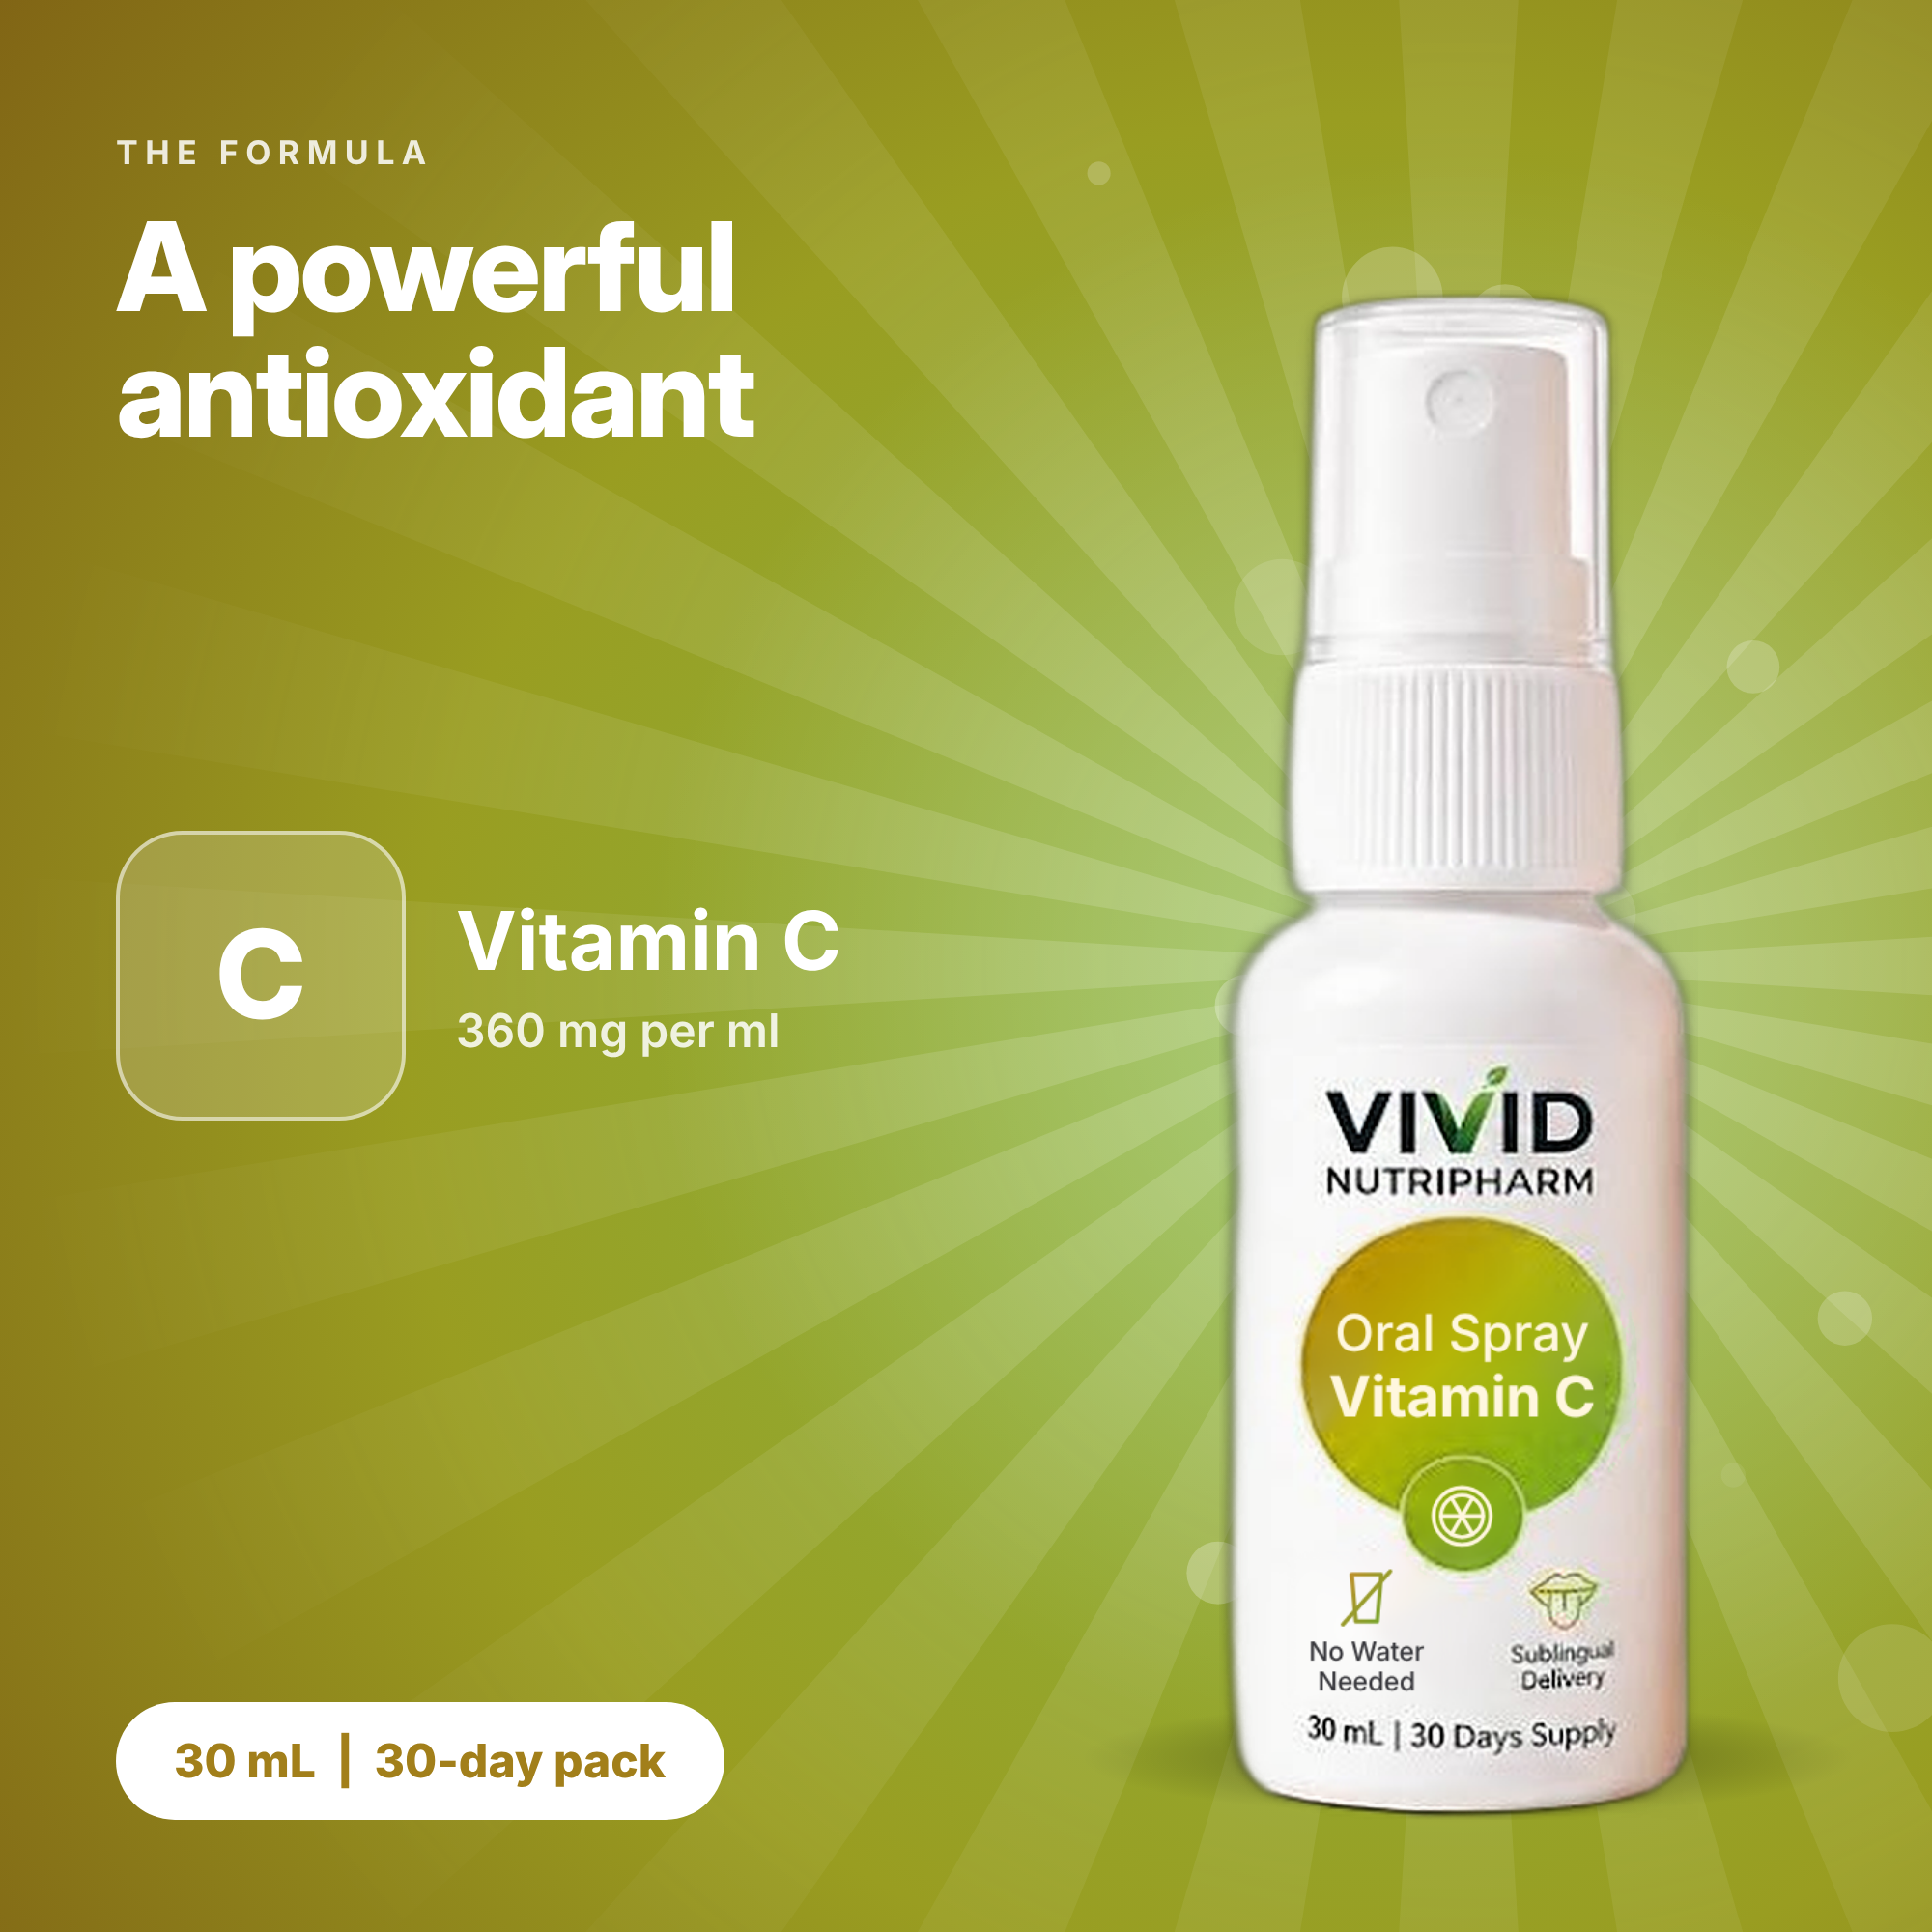 THE FORMULA
A powerful
antioxidant
C
Vitamin C
360 mg per ml
30 mL | 30-day pack
VIVID
NUTRIPHARM
Oral Spray
Vitamin C
No Water
Needed
Sublingual
Delivery
30 mL | 30 Days Supply